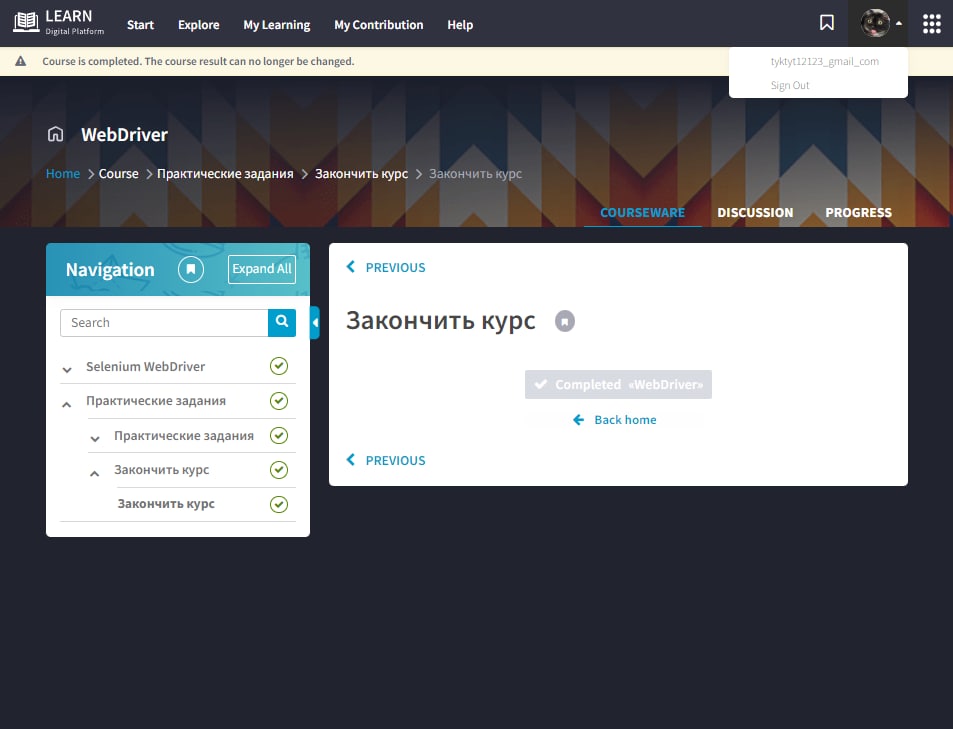 LEARN
Digital Platform
Start
Explore
My Learning
My Contribution
Help
Course is completed. The course result can no longer be changed.
tyktyt12123_gmail_com
Sign Out
WebDriver
Home > Course > Практические задания > Закончить курс > Закончить курс
COURSEWARE
DISCUSSION
PROGRESS
Navigation
Expand All
Search
Selenium WebDriver
Практические задания
Практические задания
Закончить курс
Закончить курс
PREVIOUS
Закончить курс
Completed «WebDriver»
Back home
PREVIOUS